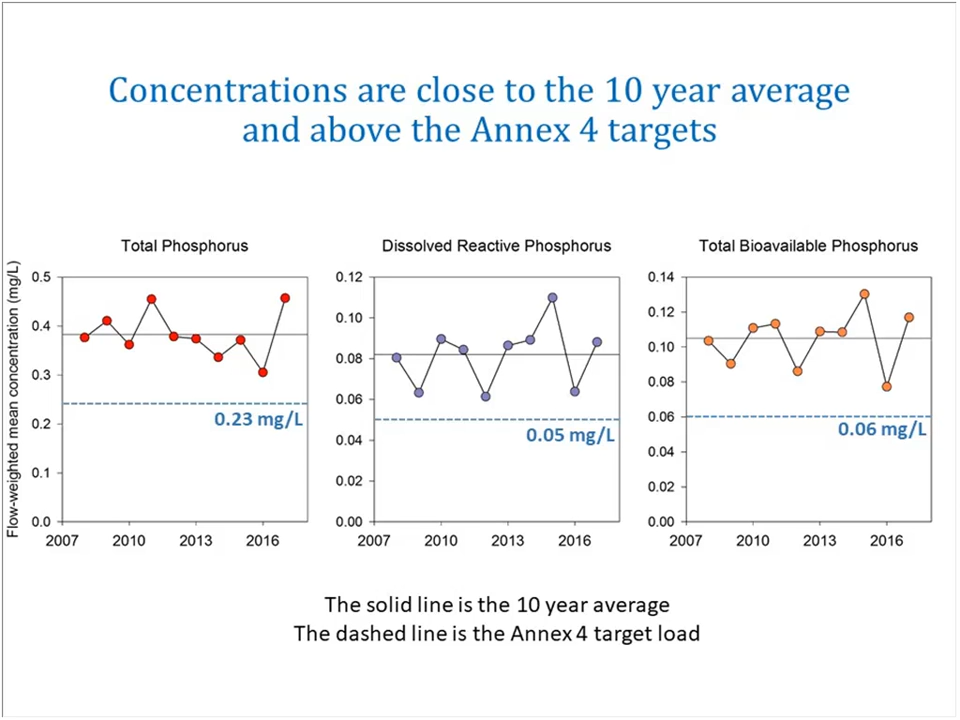 Concentrations are close to the 10 year average
and above the Annex 4 targets
Flow-weighted mean concentration (mg/L)
Total Phosphorus
0.5
0.4
0.3
0.2
0.1
0.0
0.23 mg/L
2007 2010 2013 2016
Dissolved Reactive Phosphorus
0.12
0.10
0.08
0.06
0.04
0.02
0.00
0.05 mg/L
2007 2010 2013 2016
Total Bioavailable Phosphorus
0.14
0.12
0.10
0.08
0.06
0.04
0.02
0.00
0.06 mg/L
2007 2010 2013 2016
The solid line is the 10 year average
The dashed line is the Annex 4 target load